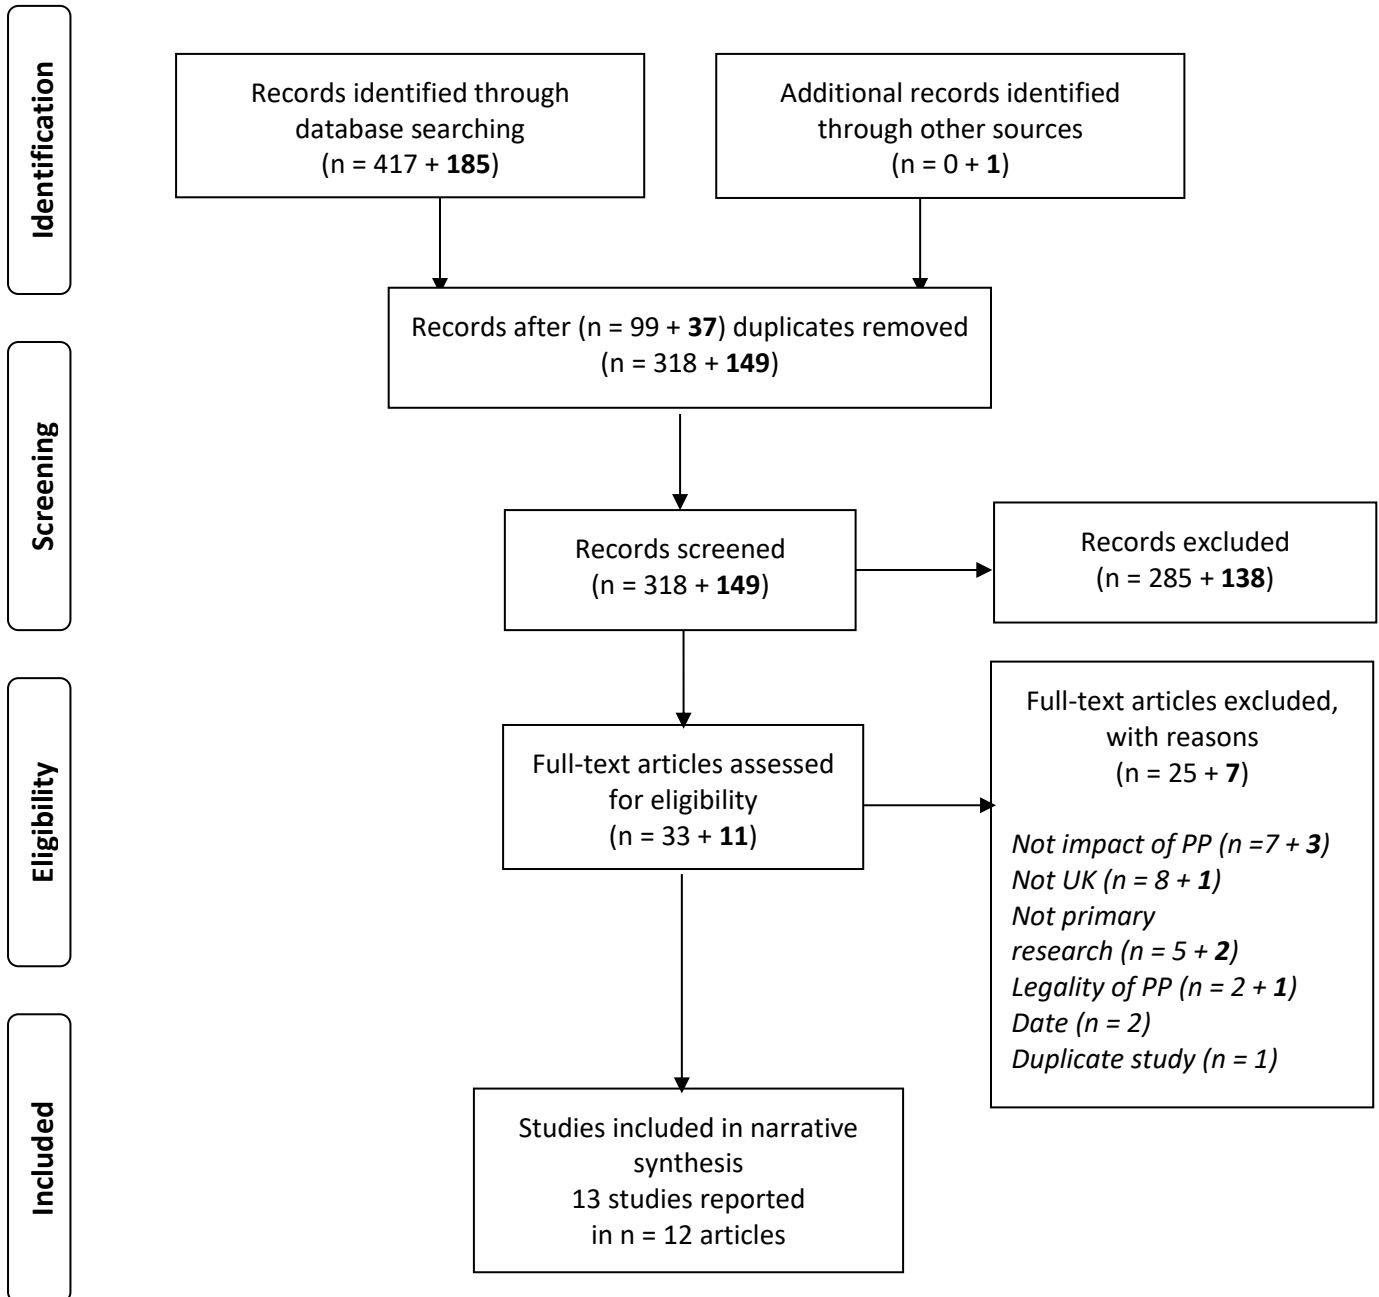 Identification
Records identified through
database searching
(n = 417 + 185)
Additional records identified
through other sources
(n = 0 + 1)
Records after (n = 99 + 37) duplicates removed
(n = 318 + 149)
Screening
Records screened
(n = 318 + 149)
Records excluded
(n = 285 + 138)
Eligibility
Full-text articles assessed
for eligibility
(n = 33 + 11)
Full-text articles excluded,
with reasons
(n = 25 + 7)
Not impact of PP (n =7 + 3)
Not UK (n = 8 + 1)
Not primary
research (n = 5 + 2)
Legality of PP (n = 2 + 1)
Date (n = 2)
Duplicate study (n = 1)
Included
Studies included in narrative
synthesis
13 studies reported
in n = 12 articles